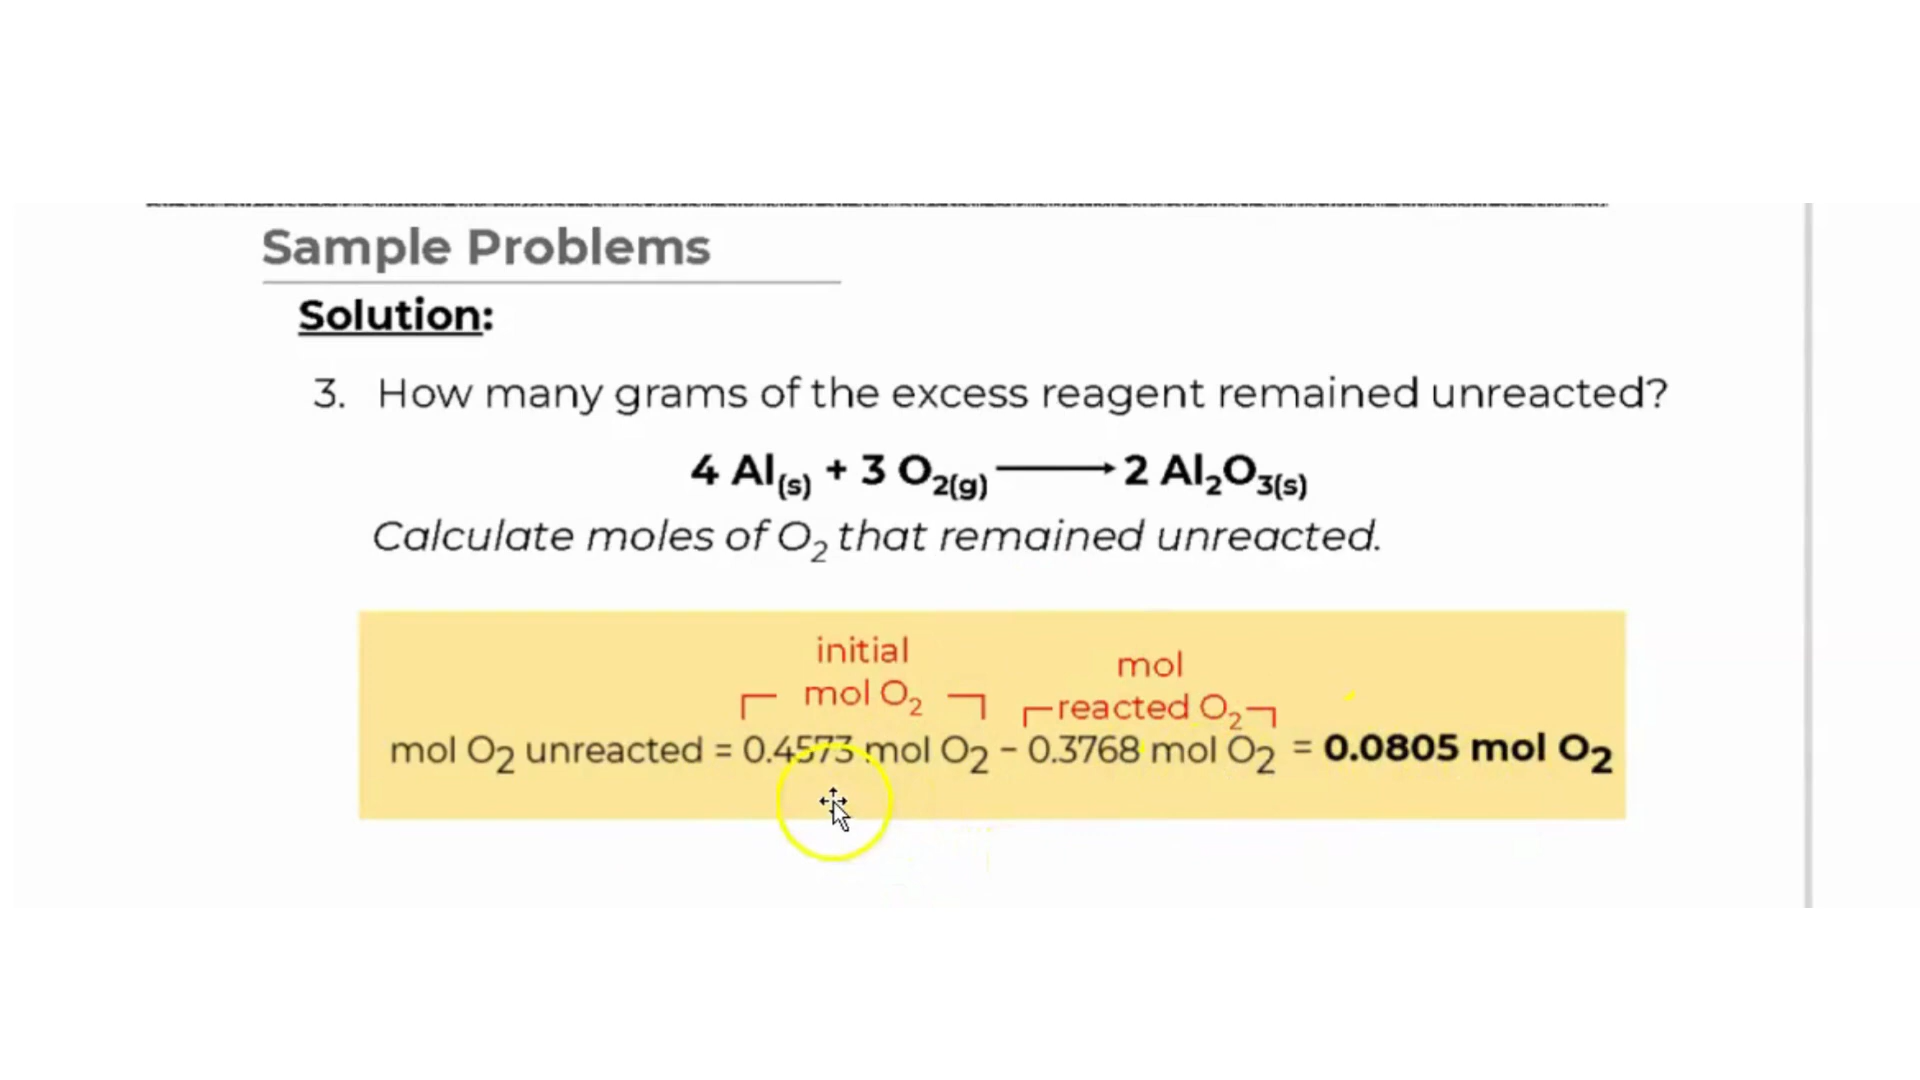 Sample Problems
Solution:
3. How many grams of the excess reagent remained unreacted?
4 Al(s) + 3 O2(g) ⟶ 2 Al2O3(s)
Calculate moles of O2 that remained unreacted.
initial
mol O2
mol
reacted O2
mol O2 unreacted = 0.4573 mol O2 − 0.3768 mol O2 = 0.0805 mol O2